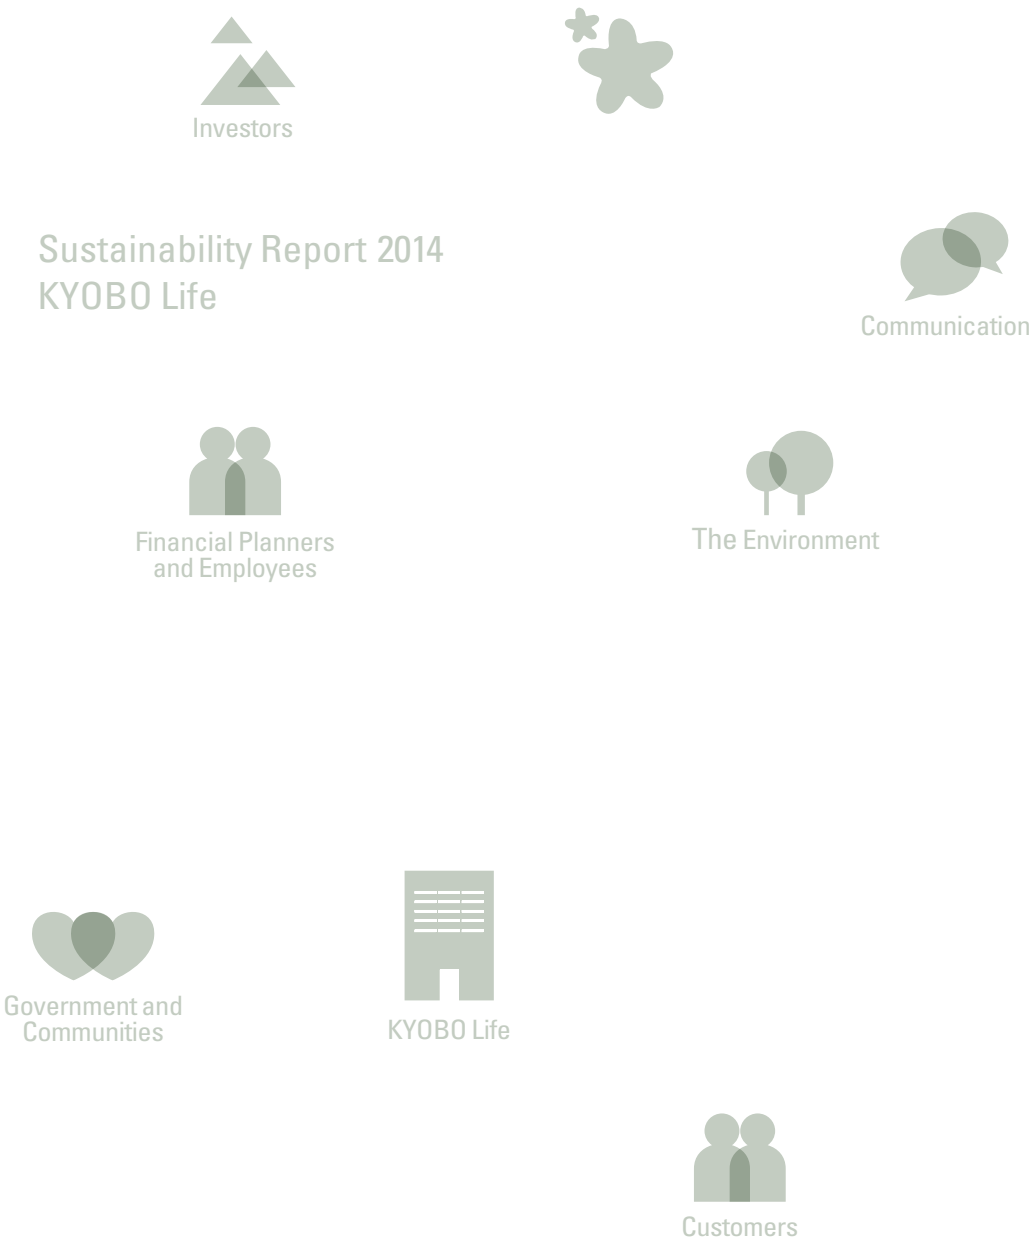 Investors
Sustainability Report 2014
KYOBO Life
Communication
Financial Planners
and Employees
The Environment
Government and
Communities
KYOBO Life
Customers